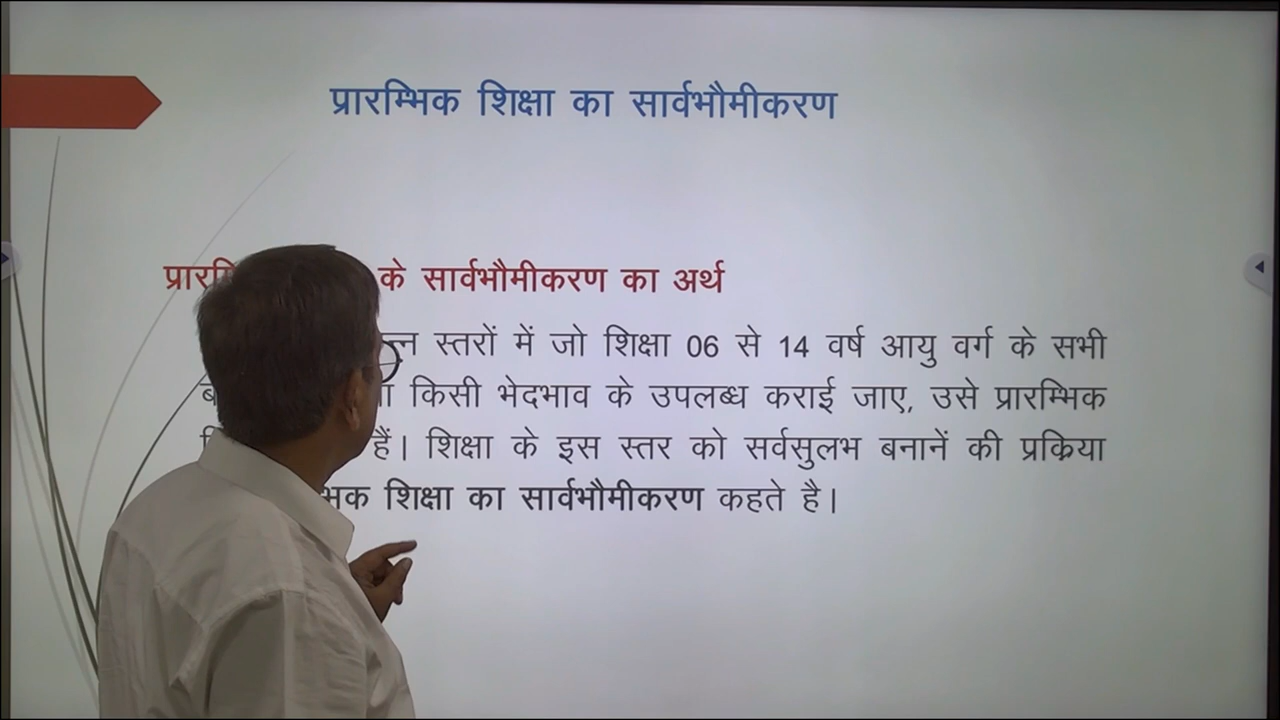 प्रारम्भिक शिक्षा का सार्वभौमीकरण
के सार्वभौमीकरण का अर्थ
स्तरों में जो शिक्षा 06 से 14 वर्ष आयु वर्ग के सभी
किसी भेदभाव के उपलब्ध कराई जाए, उसे प्रारम्भिक
हैं। शिक्षा के इस स्तर को सर्वसुलभ बनानें की प्रक्रिया
शिक्षा का सार्वभौमीकरण कहते है।